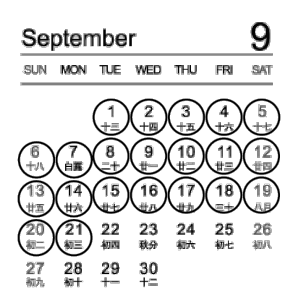 September 9
SUN MON TUE WED THU FRI SAT
1 2 3 4 5
十三 十四 十五 十六 十七
6 7 8 9 10 11 12
十八 白露 二十 廿一 廿二 廿三 廿四
13 14 15 16 17 18 19
廿五 廿六 廿七 廿八 廿九 三十 八月
20 21 22 23 24 25 26
初二 初三 初四 秋分 初六 初七 初八
27 28 29 30
初九 初十 十一 十二